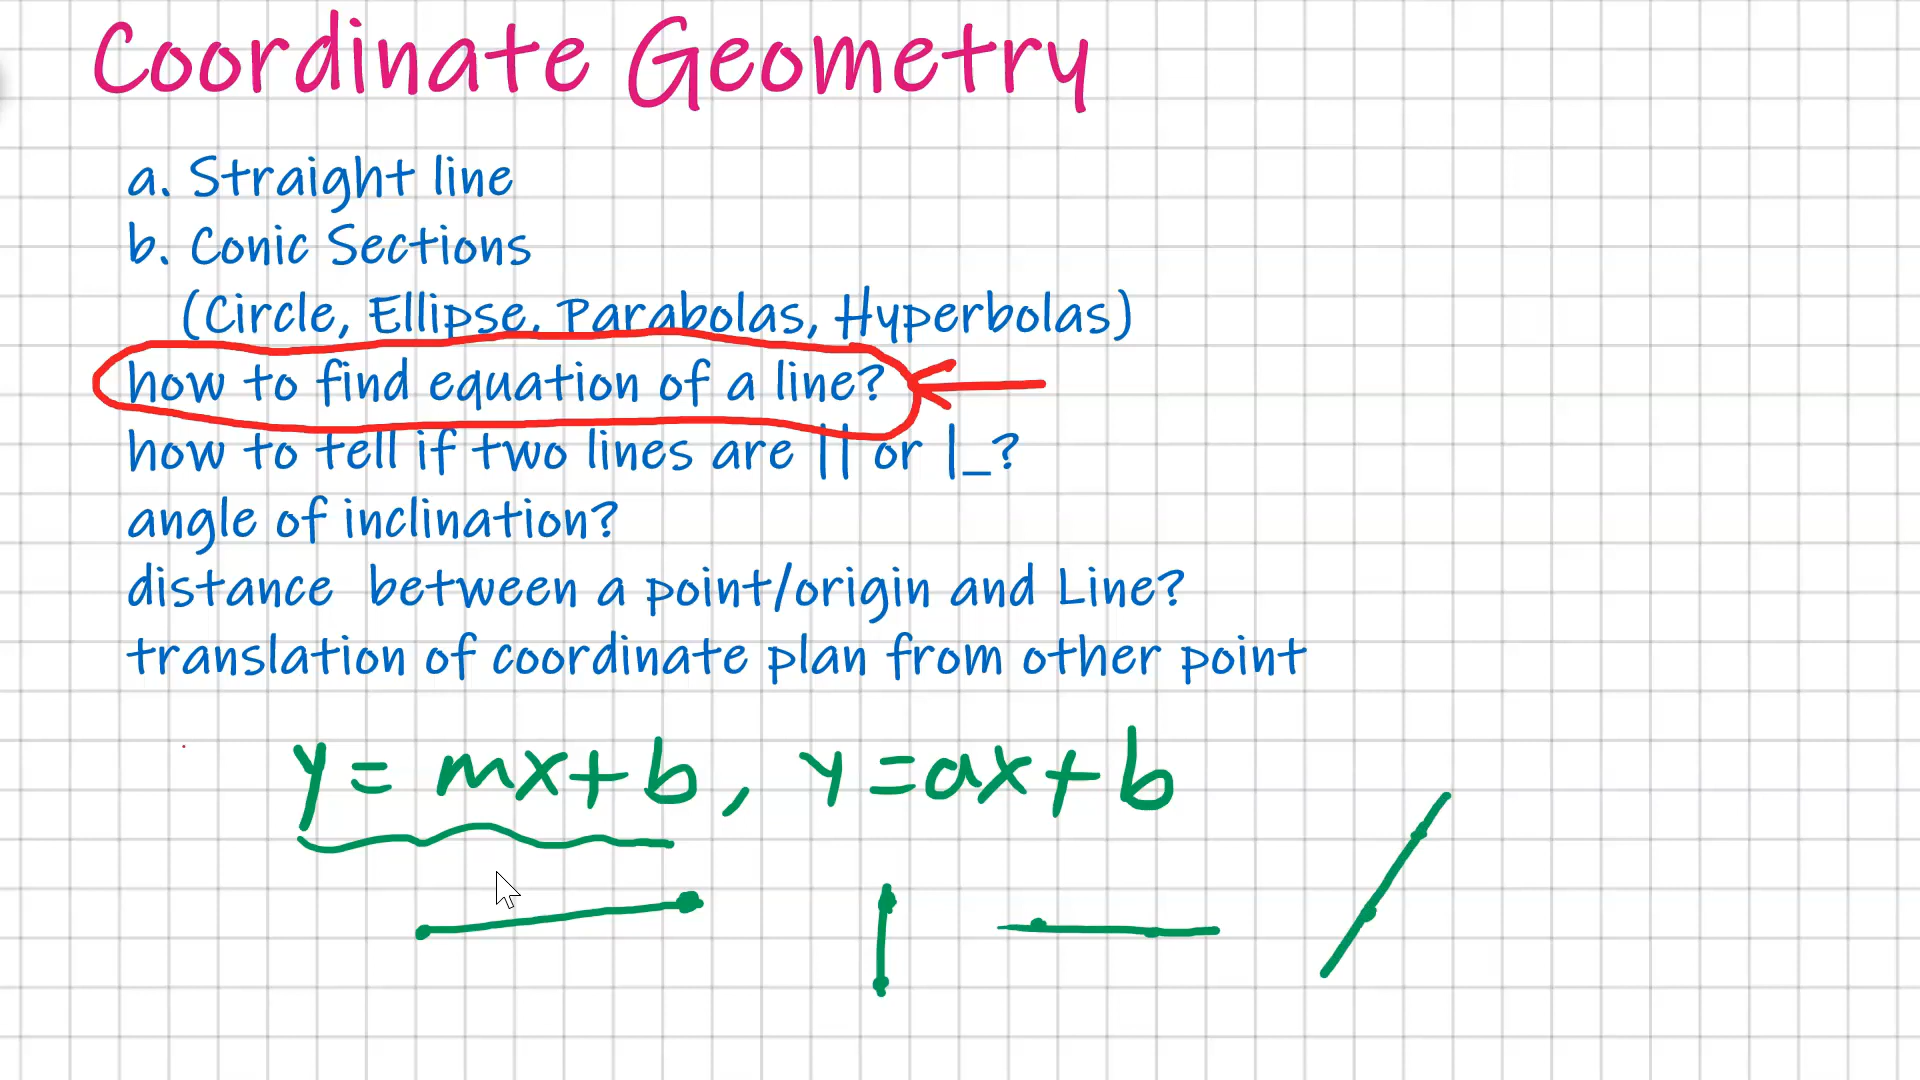 Coordinate Geometry
a. Straight line
b. Conic Sections
(Circle, Ellipse, Parabolas, Hyperbolas)
how to find equation of a line?
how to tell if two lines are || or |_?
angle of inclination?
distance between a point/origin and Line?
translation of coordinate plan from other point
y = mx+b, y=ax+b